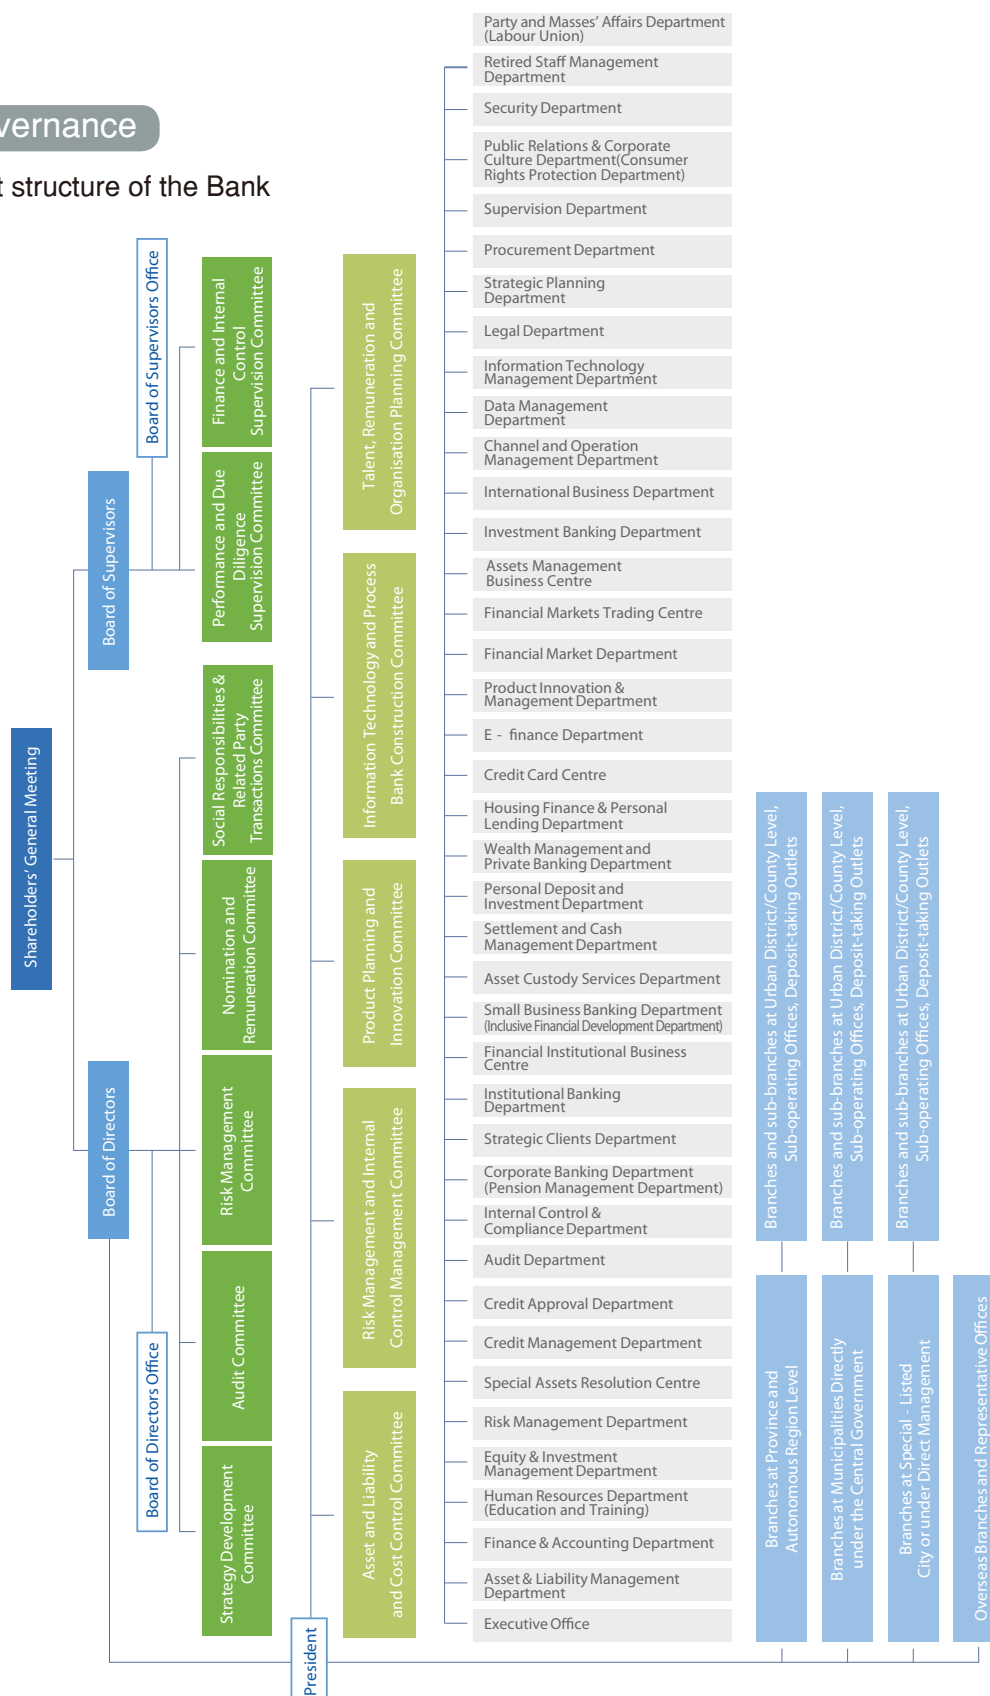 vernance
t structure of the Bank
Shareholders' General Meeting
Board of Supervisors
Board of Directors
Board of Supervisors Office
Board of Directors Office
Finance and Internal
Control
Supervision Committee
Performance and Due
Diligence
Supervision Committee
Social Responsibilities &
Related Party
Transactions Committee
Nomination and
Remuneration Committee
Risk Management
Committee
Audit Committee
Strategy Development
Committee
President
Talent, Remuneration and
Organisation Planning Committee
Information Technology and Process
Bank Construction Committee
Product Planning and
Innovation Committee
Risk Management and Internal
Control Management Committee
Asset and Liability
and Cost Control Committee
Party and Masses' Affairs Department
(Labour Union)
Retired Staff Management
Department
Security Department
Public Relations & Corporate
Culture Department(Consumer
Rights Protection Department)
Supervision Department
Procurement Department
Strategic Planning
Department
Legal Department
Information Technology
Management Department
Data Management
Department
Channel and Operation
Management Department
International Business Department
Investment Banking Department
Assets Management
Business Centre
Financial Markets Trading Centre
Financial Market Department
Product Innovation &
Management Department
E - finance Department
Credit Card Centre
Housing Finance & Personal
Lending Department
Wealth Management and
Private Banking Department
Personal Deposit and
Investment Department
Settlement and Cash
Management Department
Asset Custody Services Department
Small Business Banking Department
(Inclusive Financial Development Department)
Financial Institutional Business
Centre
Institutional Banking
Department
Strategic Clients Department
Corporate Banking Department
(Pension Management Department)
Internal Control &
Compliance Department
Audit Department
Credit Approval Department
Credit Management Department
Special Assets Resolution Centre
Risk Management Department
Equity & Investment
Management Department
Human Resources Department
(Education and Training)
Finance & Accounting Department
Asset & Liability Management
Department
Executive Office
Branches and sub-branches at Urban District/County Level,
Sub-operating Offices, Deposit-taking Outlets
Branches and sub-branches at Urban District/County Level,
Sub-operating Offices, Deposit-taking Outlets
Branches and sub-branches at Urban District/County Level,
Sub-operating Offices, Deposit-taking Outlets
Branches at Province and
Autonomous Region Level
Branches at Municipalities Directly
under the Central Government
Branches at Special - Listed
City or under Direct Management
Overseas Branches and Representative Offices